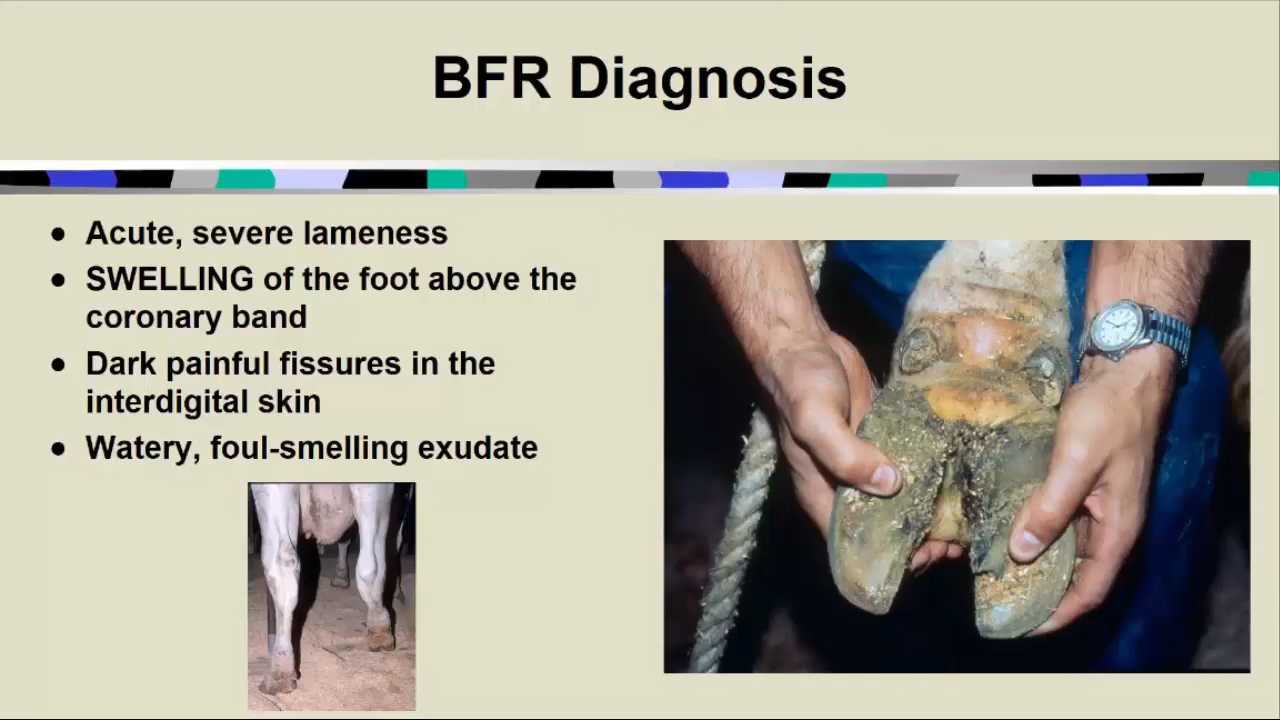 BFR Diagnosis
● Acute, severe lameness
● SWELLING of the foot above the
coronary band
● Dark painful fissures in the
interdigital skin
● Watery, foul-smelling exudate